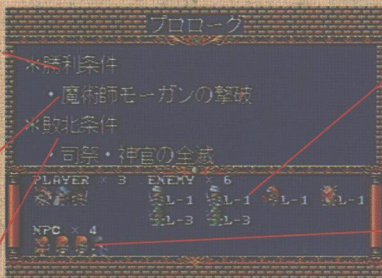 プロローグ
※勝利条件
・魔術師モーガンの撃破
※敗北条件
・司祭・神官の全滅
PLAYER × 3 ENEMY × 6
L-1 L-1 L-1 L-1
L-3 L-3
NPC × 4